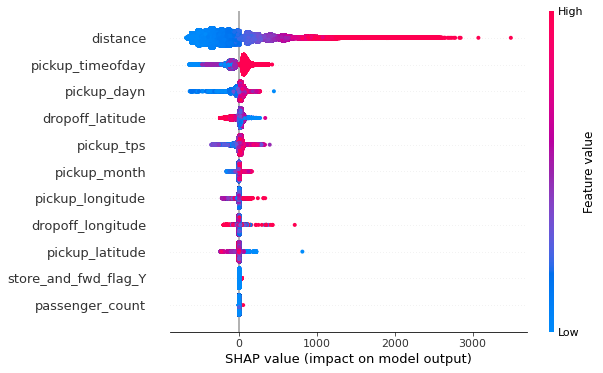 High
distance
pickup_timeofday
pickup_dayn
dropoff_latitude
pickup_tps
pickup_month
pickup_longitude
dropoff_longitude
pickup_latitude
store_and_fwd_flag_Y
passenger_count
Feature value
Low
0 1000 2000 3000
SHAP value (impact on model output)